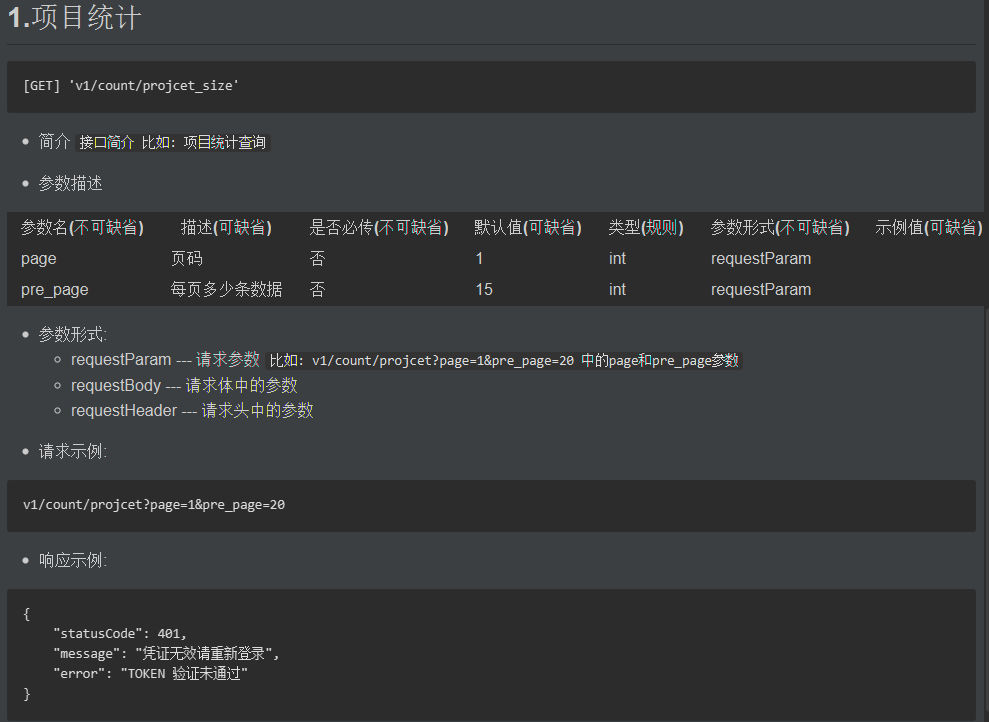 1.项目统计
[GET] 'v1/count/projcet_size'
简介 接口简介 比如: 项目统计查询
参数描述
参数名(不可缺省) 描述(可缺省) 是否必传(不可缺省) 默认值(可缺省) 类型(规则) 参数形式(不可缺省) 示例值(可缺省)
page 页码 否 1 int requestParam
pre_page 每页多少条数据 否 15 int requestParam
参数形式:
requestParam --- 请求参数 比如: v1/count/projcet?page=1&pre_page=20 中的page和pre_page参数
requestBody --- 请求体中的参数
requestHeader --- 请求头中的参数
请求示例:
v1/count/projcet?page=1&pre_page=20
响应示例:
{
"statusCode": 401,
"message": "凭证无效请重新登录",
"error": "TOKEN 验证未通过"
}